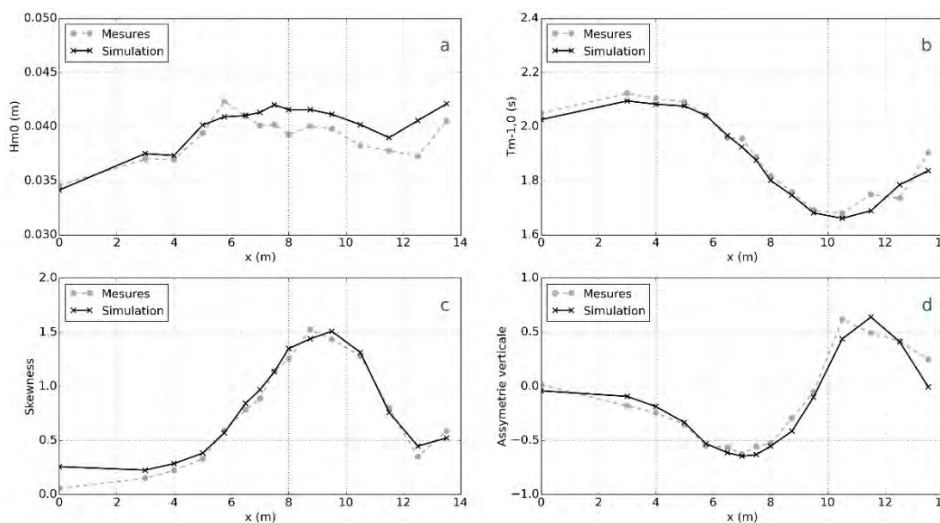 0.050
0.045
0.040
0.035
0.030
Hm0 (m)
Mesures
Simulation
a
0 2 4 6 8 10 12 14
x (m)
2.4
2.2
2.0
1.8
1.6
Tm-1,0 (s)
Mesures
Simulation
b
0 2 4 6 8 10 12 14
x (m)
2.0
1.5
1.0
0.5
0.0
Skewness
Mesures
Simulation
c
0 2 4 6 8 10 12 14
x (m)
1.0
0.5
0.0
−0.5
−1.0
Assymetrie verticale
Mesures
Simulation
d
0 2 4 6 8 10 12
x (m)